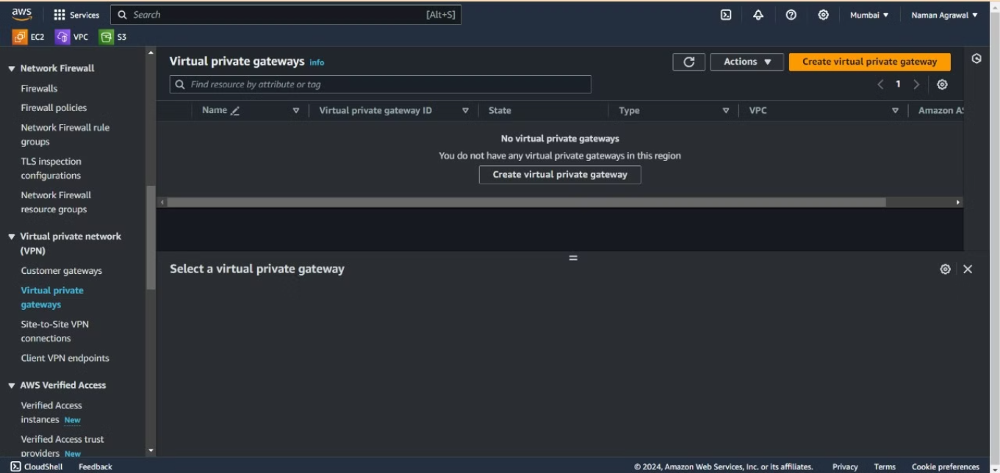 aws Services Search [Alt+S] Mumbai ▼ Naman Agrawal ▼
EC2 VPC S3
Network Firewall
Firewalls
Firewall policies
Network Firewall rule
groups
TLS inspection
configurations
Network Firewall
resource groups
Virtual private network
(VPN)
Customer gateways
Virtual private
gateways
Site-to-Site VPN
connections
Client VPN endpoints
AWS Verified Access
Verified Access
instances New
Verified Access trust
providers New
Virtual private gateways Info
Actions ▼
Create virtual private gateway
Find resource by attribute or tag
1
Name Virtual private gateway ID State Type VPC Amazon AS
No virtual private gateways
You do not have any virtual private gateways in this region
Create virtual private gateway
Select a virtual private gateway
CloudShell Feedback © 2024, Amazon Web Services, Inc. or its affiliates. Privacy Terms Cookie preferences